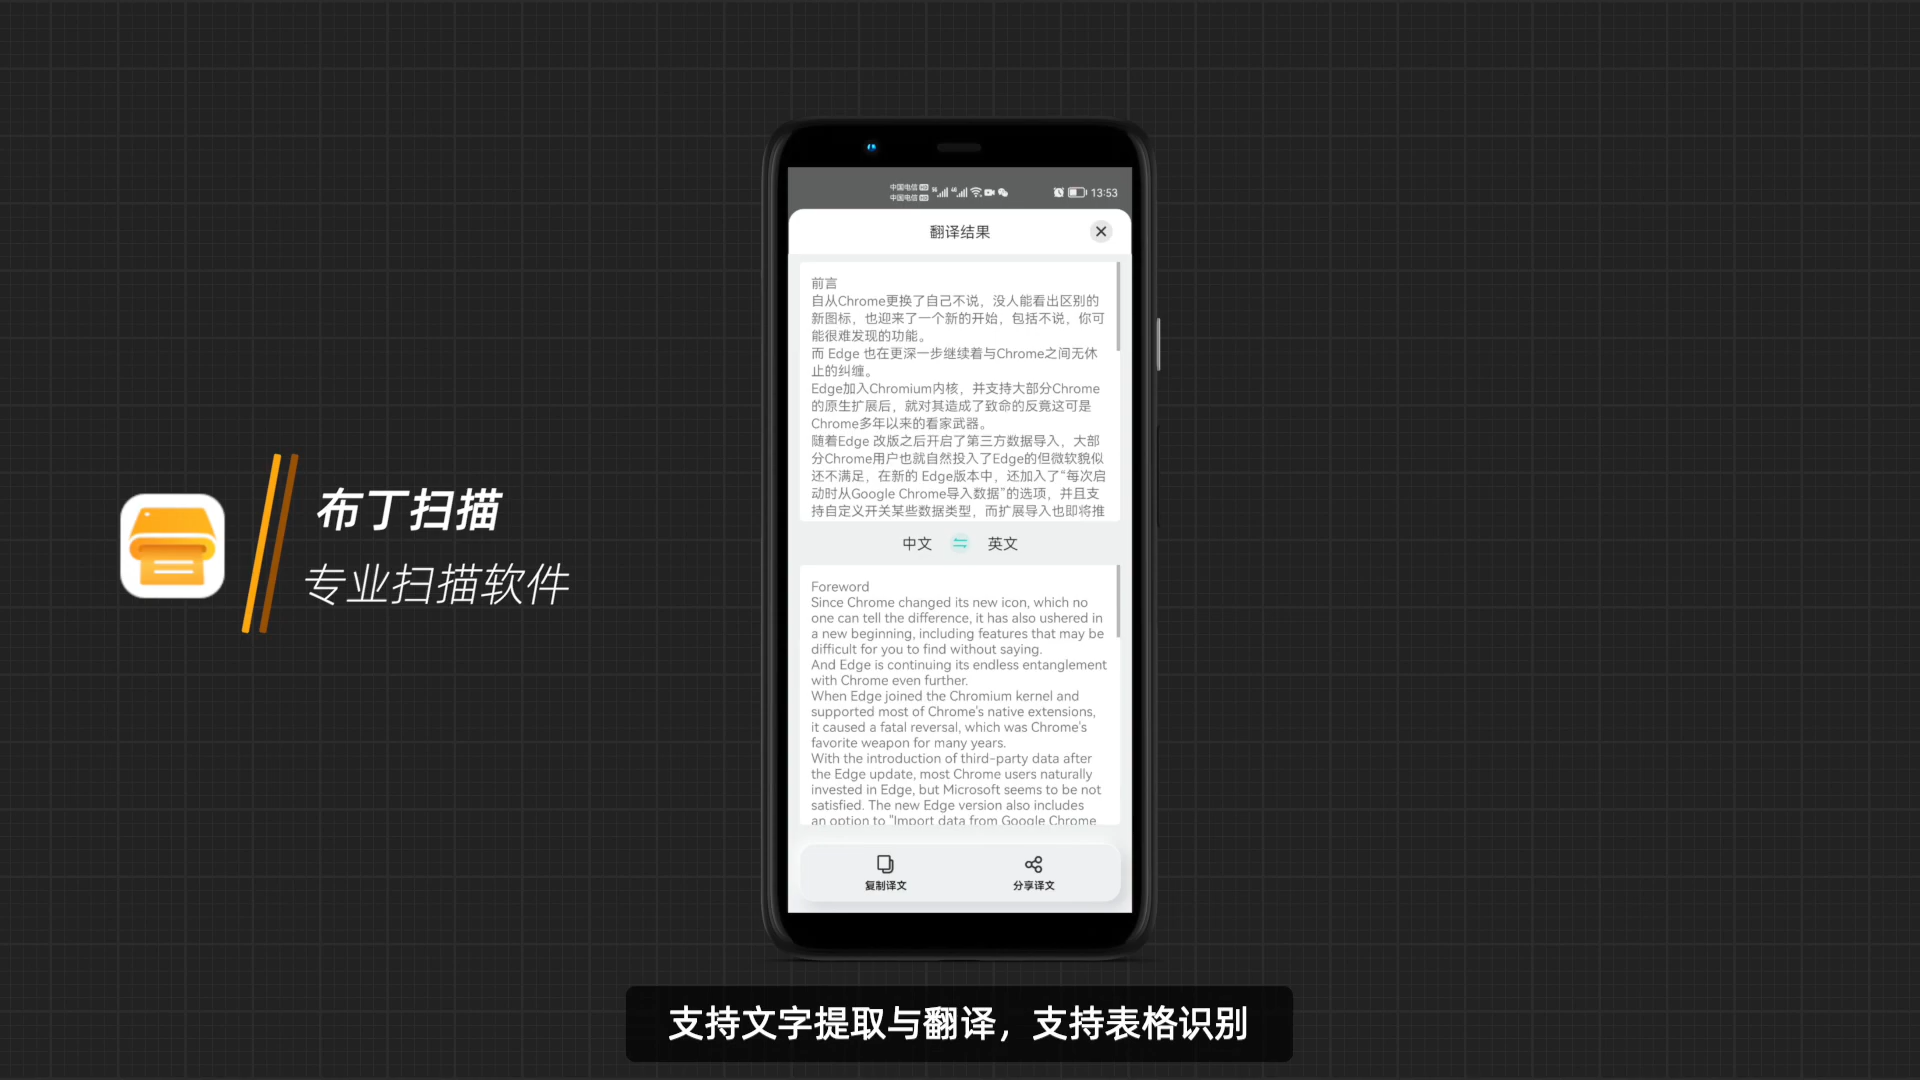 布丁扫描
专业扫描软件
中国电信 HD
中国电信 HD
13:53
翻译结果
前言
自从Chrome更换了自己不说，没人能看出区别的
新图标，也迎来了一个新的开始，包括不说，你可
能很难发现的功能。
而 Edge 也在更深一步继续着与Chrome之间无休
止的纠缠。
Edge加入Chromium内核，并支持大部分Chrome
的原生扩展后，就对其造成了致命的反竟这可是
Chrome多年以来的看家武器。
随着Edge 改版之后开启了第三方数据导入，大部
分Chrome用户也就自然投入了Edge的但微软貌似
还不满足，在新的 Edge版本中，还加入了“每次启
动时从Google Chrome导入数据”的选项，并且支
持自定义开关某些数据类型，而扩展导入也即将推
中文 英文
Foreword
Since Chrome changed its new icon, which no
one can tell the difference, it has also ushered in
a new beginning, including features that may be
difficult for you to find without saying.
And Edge is continuing its endless entanglement
with Chrome even further.
When Edge joined the Chromium kernel and
supported most of Chrome's native extensions,
it caused a fatal reversal, which was Chrome's
favorite weapon for many years.
With the introduction of third-party data after
the Edge update, most Chrome users naturally
invested in Edge, but Microsoft seems to be not
satisfied. The new Edge version also includes
an option to "Import data from Google Chrome
复制译文 分享译文
支持文字提取与翻译，支持表格识别